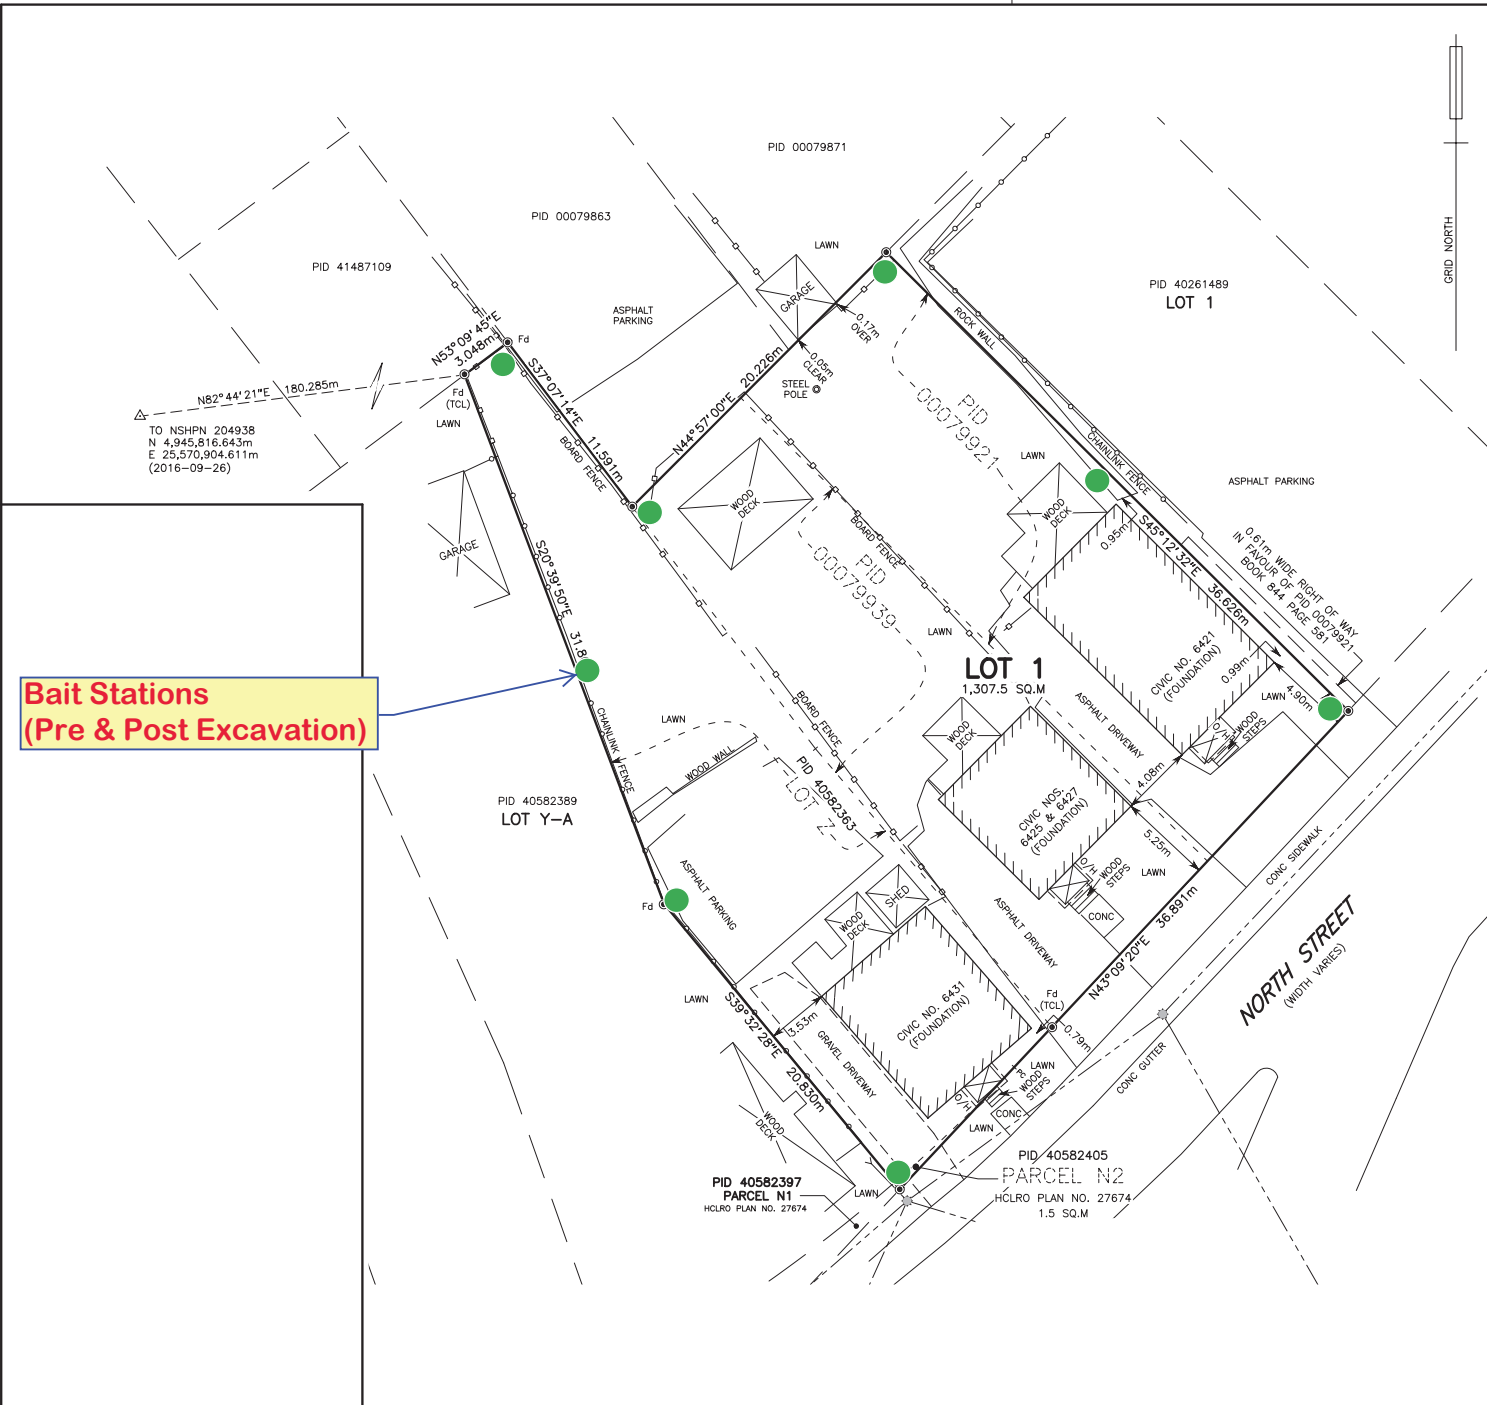 PID 00079871
PID 00079863
PID 41487109
LAWN
GARAGE
ASPHALT
PARKING
PID 40261489
LOT 1
GRID NORTH
ROCK WALL
0.17m
OVER
0.05m
CLEAR
STEEL
POLE
N53°09'45"E
3.048m
Fd
Fd
(TCL)
N82°44'21"E 180.285m
TO NSHPN 204938
N 4,945,816.643m
E 25,570,904.611m
(2016-09-26)
LAWN
S37°07'14"E 11.591m
BOARD FENCE
N44°57'00"E 20.226m
PID
00079921
LAWN
CHAINLINK FENCE
ASPHALT PARKING
WOOD
DECK
WOOD
DECK
BOARD FENCE
PID
00079939
0.95m
S45°12'32"E 36.626m
0.61m WIDE RIGHT OF WAY
IN FAVOUR OF PID 00079921
BOOK 844 PAGE 581
GARAGE
S20°39'50"E 31.8
LAWN
LOT 1
1,307.5 SQ.M
CIVIC NO. 6421
(FOUNDATION)
0.99m
LAWN
4.90m
O/H
WOOD
STEPS
Bait Stations
(Pre & Post Excavation)
CHAINLINK FENCE
LAWN
WOOD WALL
BOARD FENCE
WOOD
DECK
ASPHALT DRIVEWAY
4.08m
PID 40582389
LOT Y-A
PID 40582363
LOT Z
CIVIC NOS.
6425 & 6427
(FOUNDATION)
5.25m
LAWN
O/H
WOOD
STEPS
CONC
CONC SIDEWALK
Fd
ASPHALT PARKING
SHED
WOOD
DECK
ASPHALT DRIVEWAY
N43°09'20"E 36.891m
NORTH STREET
(WIDTH VARIES)
LAWN
S39°32'28"E 20.830m
3.53m
GRAVEL DRIVEWAY
CIVIC NO. 6431
(FOUNDATION)
Fd
(TCL)
0.79m
LAWN
WOOD
STEPS
O/H
CONC
LAWN
CONC GUTTER
WOOD
DECK
PID 40582397
PARCEL N1
HCLRO PLAN NO. 27674
LAWN
PID 40582405
PARCEL N2
HCLRO PLAN NO. 27674
1.5 SQ.M